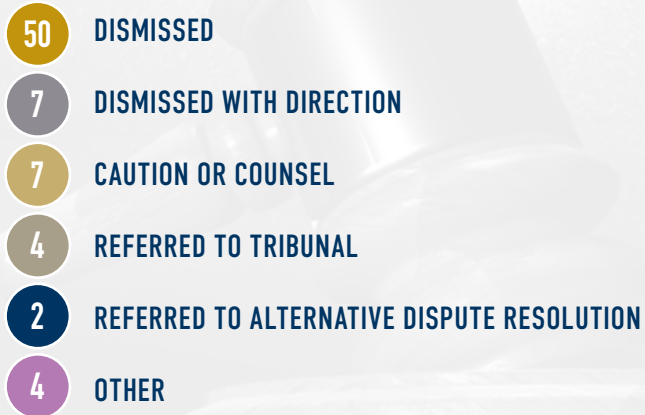 50 DISMISSED
7 DISMISSED WITH DIRECTION
7 CAUTION OR COUNSEL
4 REFERRED TO TRIBUNAL
2 REFERRED TO ALTERNATIVE DISPUTE RESOLUTION
4 OTHER